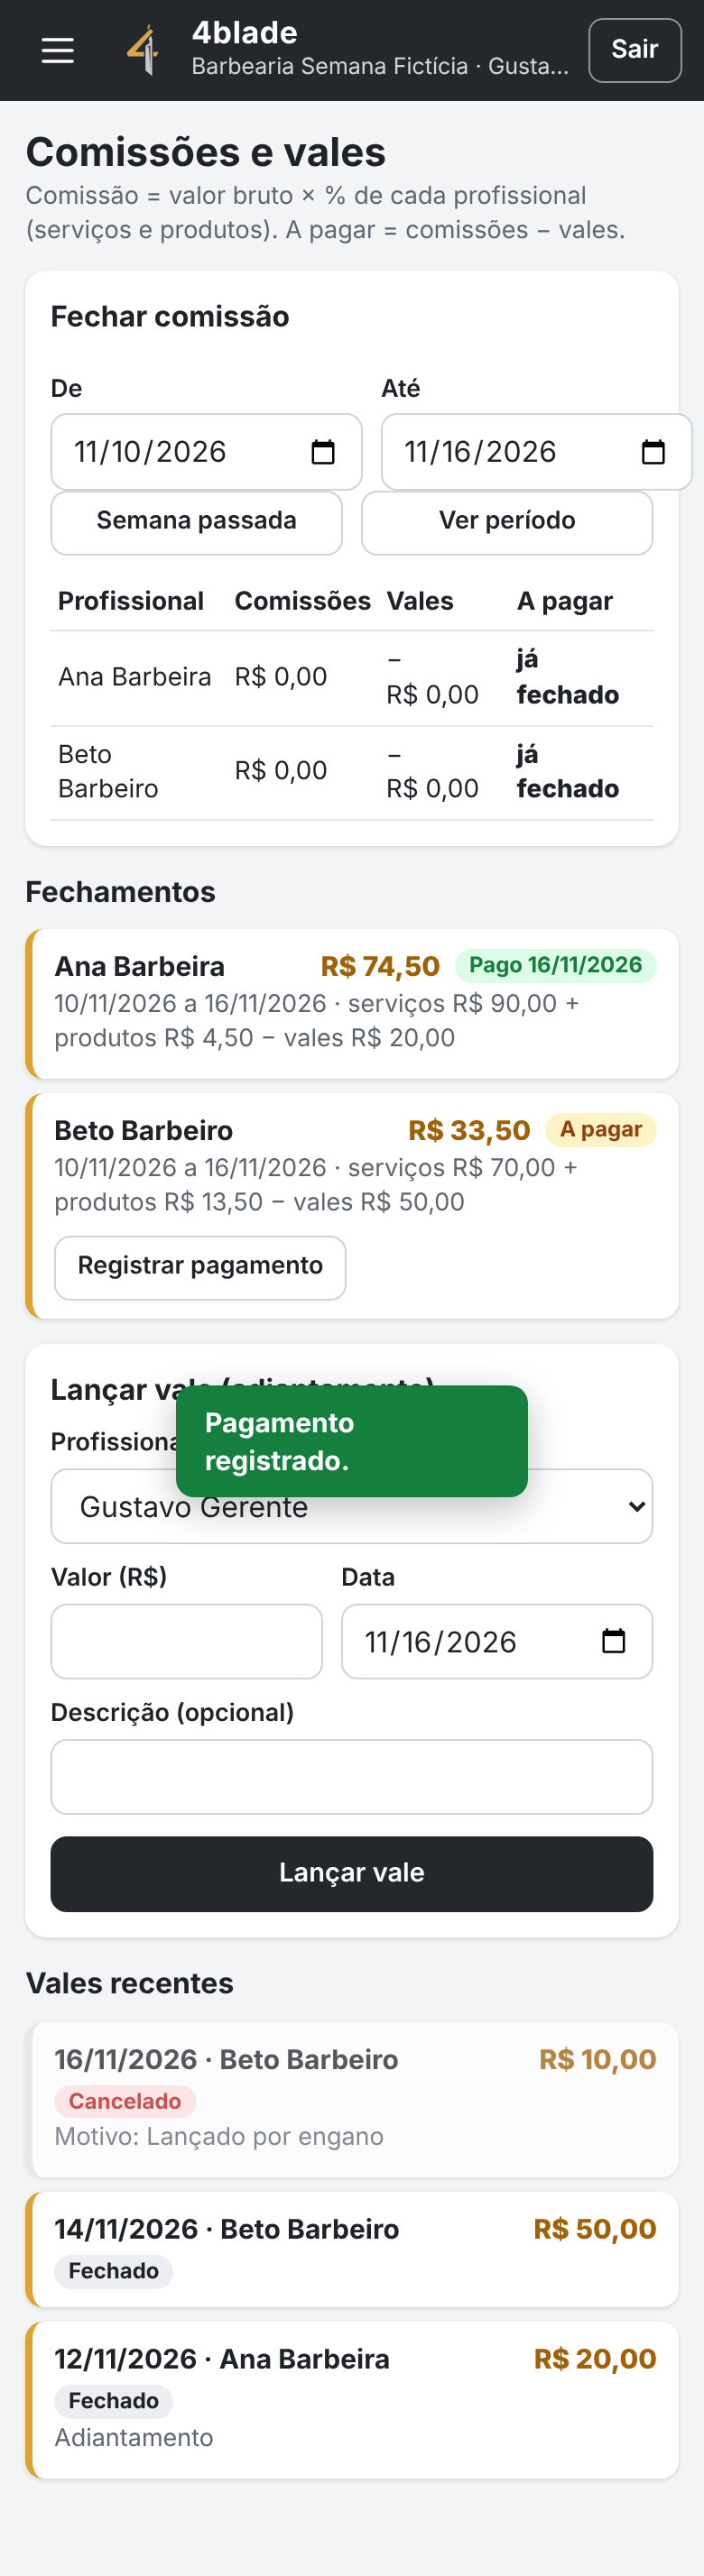 4blade
Barbearia Semana Fictícia · Gusta...
Sair
Comissões e vales
Comissão = valor bruto × % de cada profissional
(serviços e produtos). A pagar = comissões − vales.
Fechar comissão
De
Até
11/10/2026
11/16/2026
Semana passada
Ver período
Profissional Comissões Vales A pagar
Ana Barbeira R$ 0,00 − R$ 0,00 já fechado
Beto Barbeiro R$ 0,00 − R$ 0,00 já fechado
Fechamentos
Ana Barbeira R$ 74,50 Pago 16/11/2026
10/11/2026 a 16/11/2026 · serviços R$ 90,00 +
produtos R$ 4,50 − vales R$ 20,00
Beto Barbeiro R$ 33,50 A pagar
10/11/2026 a 16/11/2026 · serviços R$ 70,00 +
produtos R$ 13,50 − vales R$ 50,00
Registrar pagamento
Lançar vale (adiantamento)
Pagamento
registrado.
Gustavo Gerente
Valor (R$)
Data
11/16/2026
Descrição (opcional)
Lançar vale
Vales recentes
16/11/2026 · Beto Barbeiro R$ 10,00
Cancelado
Motivo: Lançado por engano
14/11/2026 · Beto Barbeiro R$ 50,00
Fechado
12/11/2026 · Ana Barbeira R$ 20,00
Fechado
Adiantamento